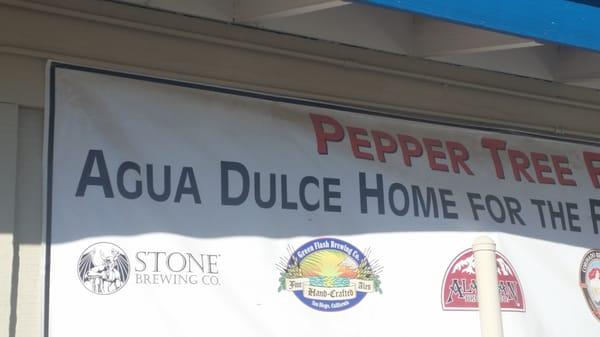 PEPPER TREE
AGUA DULCE HOME FOR THE
STONE
BREWING CO.
Green Flash Brewing Co.
Fine Ales
Hand-Crafted
San Diego, California
ALASKAN